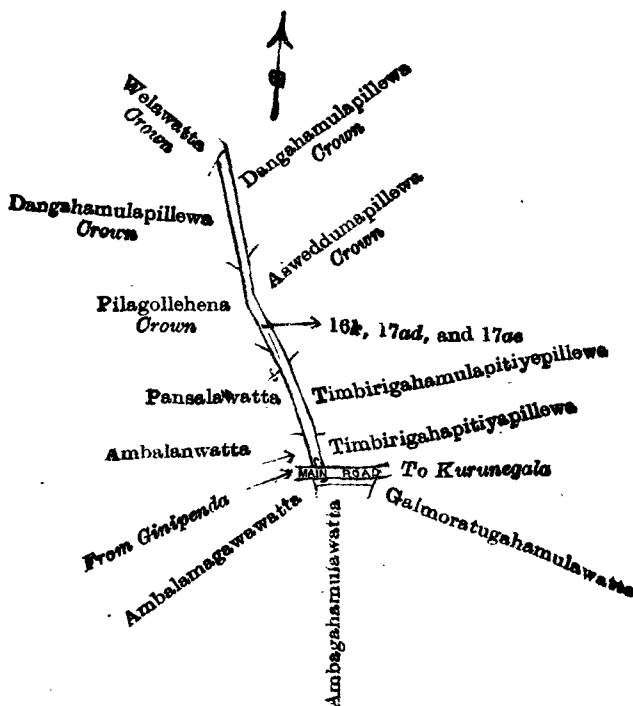 Welawatta
Crown
Dangahamulapillewa
Crown
Dangahamulapillewa
Crown
Asweddumapillewa
Crown
Pilagollehena
Crown
16k, 17ad, and 17ae
Pansalawatta
Timbirigahamulapitiyepillewa
Ambalanwatta
Timbirigahapitiyapillewa
MAIN ROAD
To Kurunegala
From Ginipenda
Ambalamagawawatta
Ambagahamulawatta
Galmoratugahamulawatta